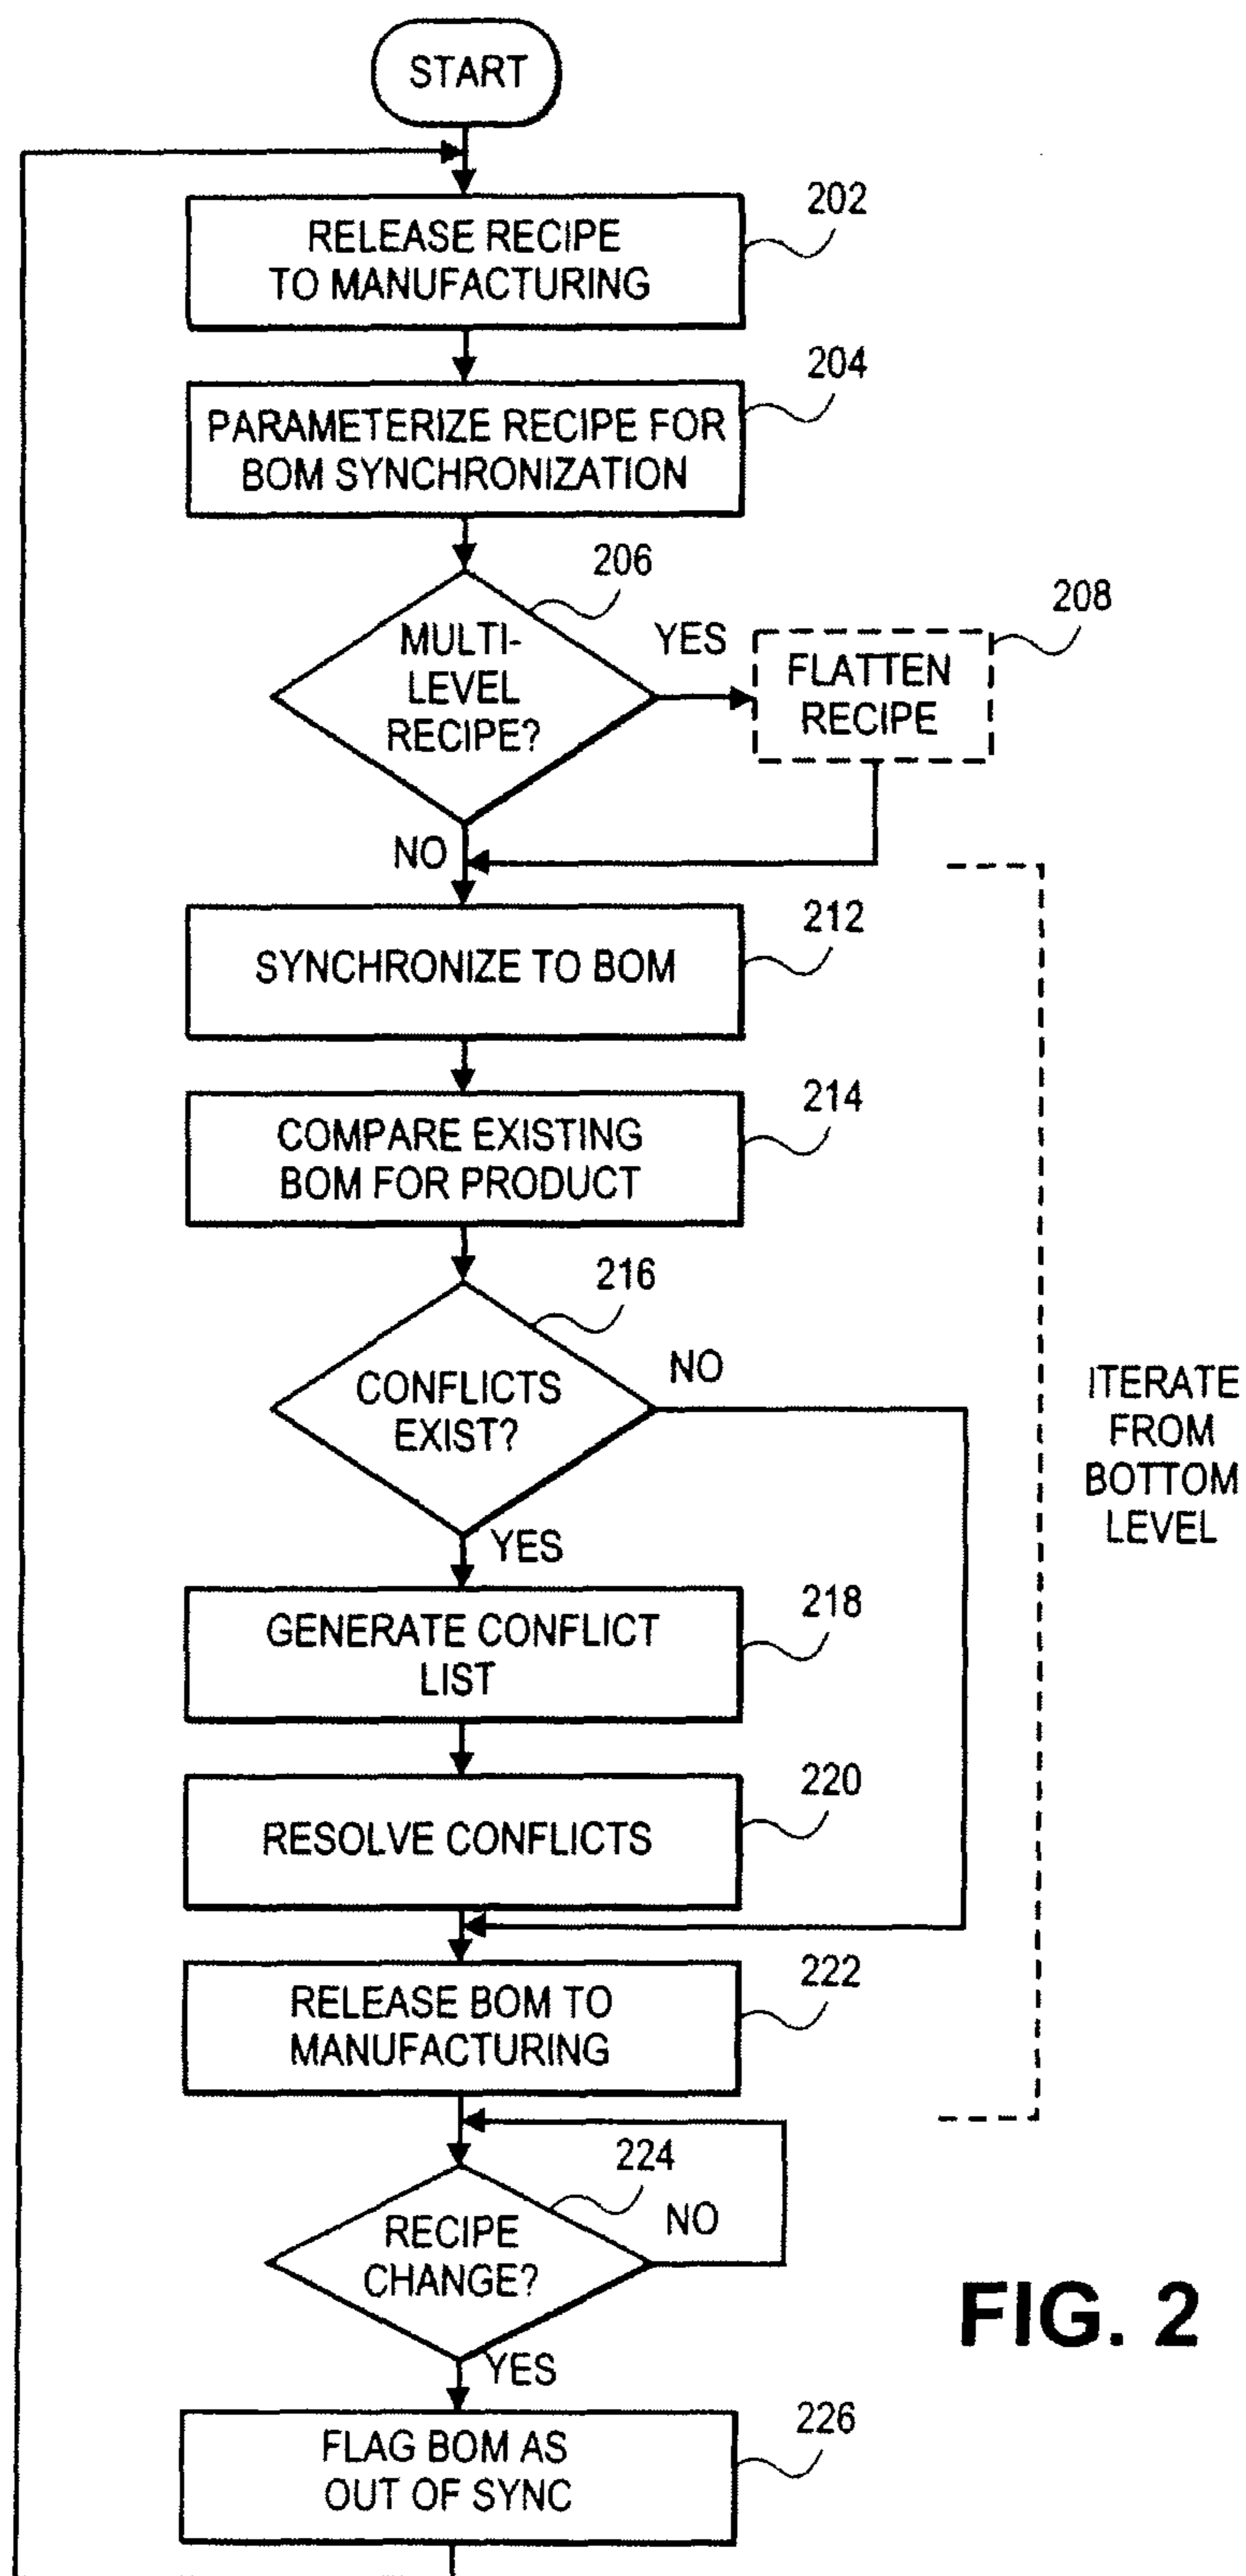 START
202
RELEASE RECIPE
TO MANUFACTURING
204
PARAMETERIZE RECIPE FOR
BOM SYNCHRONIZATION
206
MULTI-
LEVEL
RECIPE?
YES
208
FLATTEN
RECIPE
NO
212
SYNCHRONIZE TO BOM
214
COMPARE EXISTING
BOM FOR PRODUCT
216
CONFLICTS
EXIST?
NO
ITERATE
FROM
BOTTOM
LEVEL
YES
218
GENERATE CONFLICT
LIST
220
RESOLVE CONFLICTS
222
RELEASE BOM TO
MANUFACTURING
224
RECIPE
CHANGE?
NO
FIG. 2
YES
226
FLAG BOM AS
OUT OF SYNC